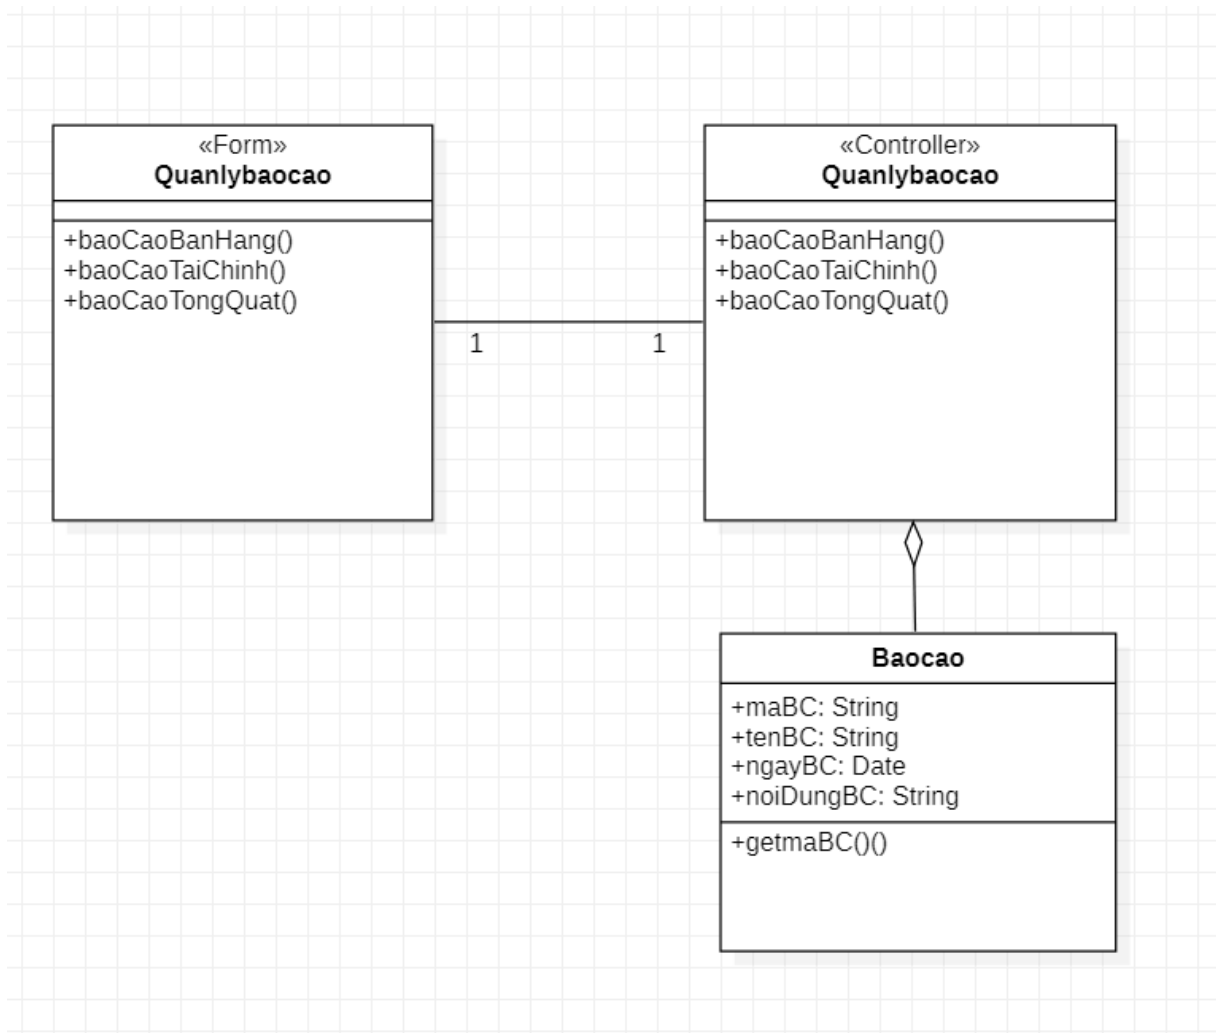 «Form»
Quanlybaocao
+baoCaoBanHang()
+baoCaoTaiChinh()
+baoCaoTongQuat()
1
1
«Controller»
Quanlybaocao
+baoCaoBanHang()
+baoCaoTaiChinh()
+baoCaoTongQuat()
Baocao
+maBC: String
+tenBC: String
+ngayBC: Date
+noiDungBC: String
+getmaBC()()